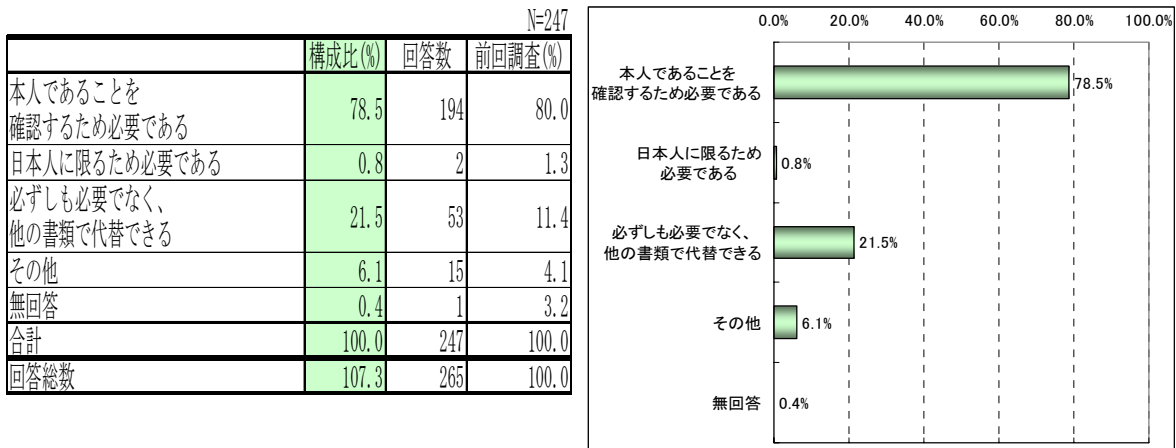 N=247
構成比(%) 回答数 前回調査(%)
本人であることを
確認するため必要である 78.5 194 80.0
日本人に限るため必要である 0.8 2 1.3
必ずしも必要でなく、
他の書類で代替できる 21.5 53 11.4
その他 6.1 15 4.1
無回答 0.4 1 3.2
合計 100.0 247 100.0
回答総数 107.3 265 100.0
0.0% 20.0% 40.0% 60.0% 80.0% 100.0%
本人であることを
確認するため必要である 78.5%
日本人に限るため
必要である 0.8%
必ずしも必要でなく、
他の書類で代替できる 21.5%
その他 6.1%
無回答 0.4%